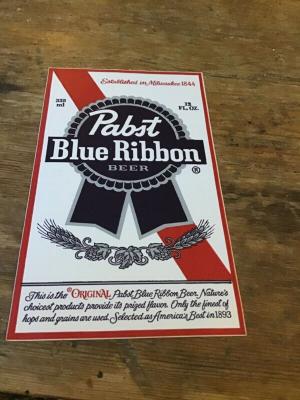 Established in Milwaukee 1844
355 ml
12 FL. OZ.
Pabst
Blue Ribbon
BEER
®
This is the ®ORIGINAL Pabst Blue Ribbon Beer. Nature's
choicest products provide its prized flavor. Only the finest of
hops and grains are used. Selected as America's Best in 1893